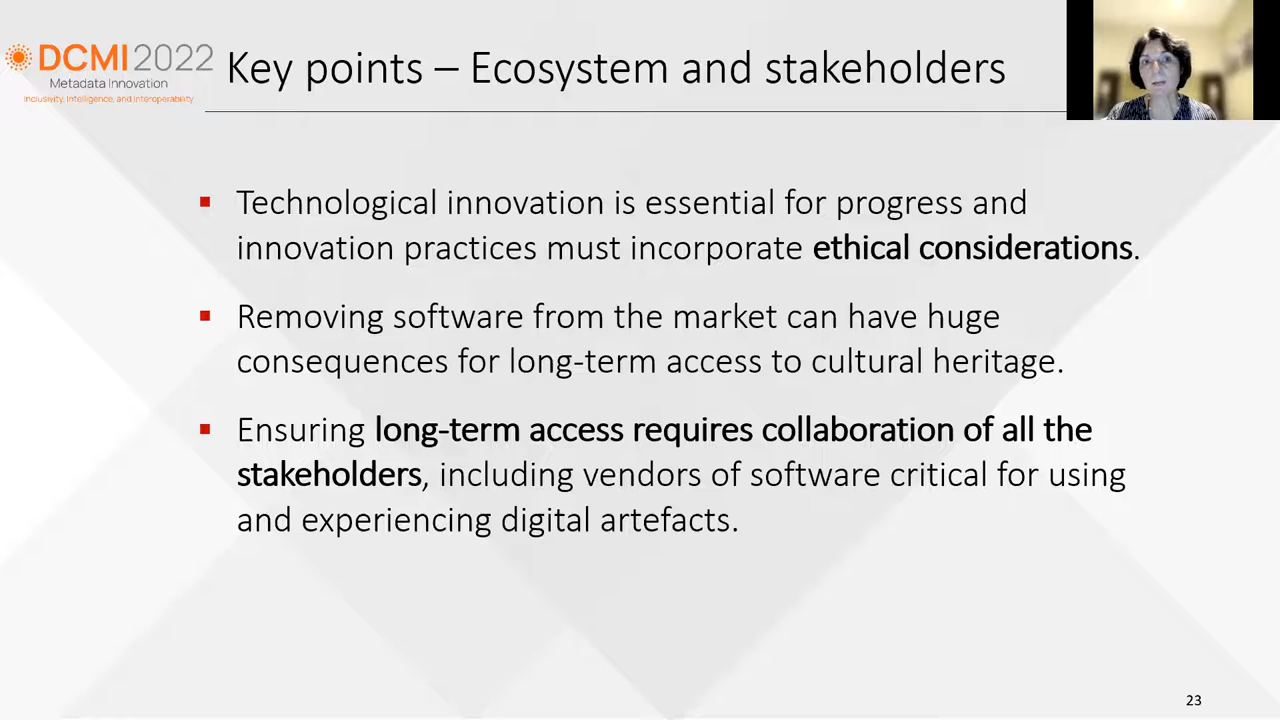 DCMI2022
Metadata Innovation
Inclusivity, Intelligence, and Interoperability
Key points – Ecosystem and stakeholders
▪ Technological innovation is essential for progress and
innovation practices must incorporate ethical considerations.
▪ Removing software from the market can have huge
consequences for long-term access to cultural heritage.
▪ Ensuring long-term access requires collaboration of all the
stakeholders, including vendors of software critical for using
and experiencing digital artefacts.
23